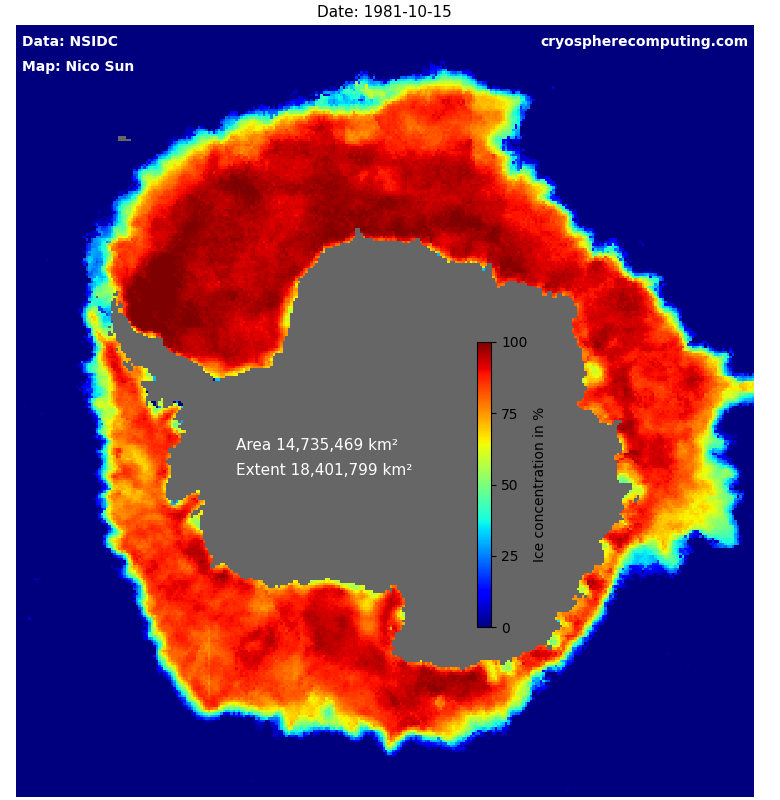 Date: 1981-10-15
Data: NSIDC
cryospherecomputing.com
Map: Nico Sun
100
75
50
25
0
Ice concentration in %
Area 14,735,469 km²
Extent 18,401,799 km²